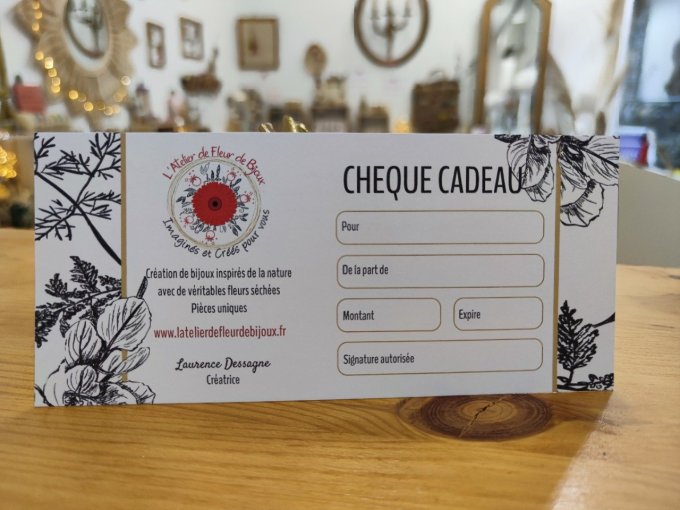 L'Atelier de Fleur de Bijoux
Imaginés et Créés pour vous
Création de bijoux inspirés de la nature
avec de véritables fleurs séchées
Pièces uniques
www.latelierdefleurdebijoux.fr
Laurence Dessagne
Créatrice
CHEQUE CADEAU
Pour
De la part de
Montant
Expire
Signature autorisée